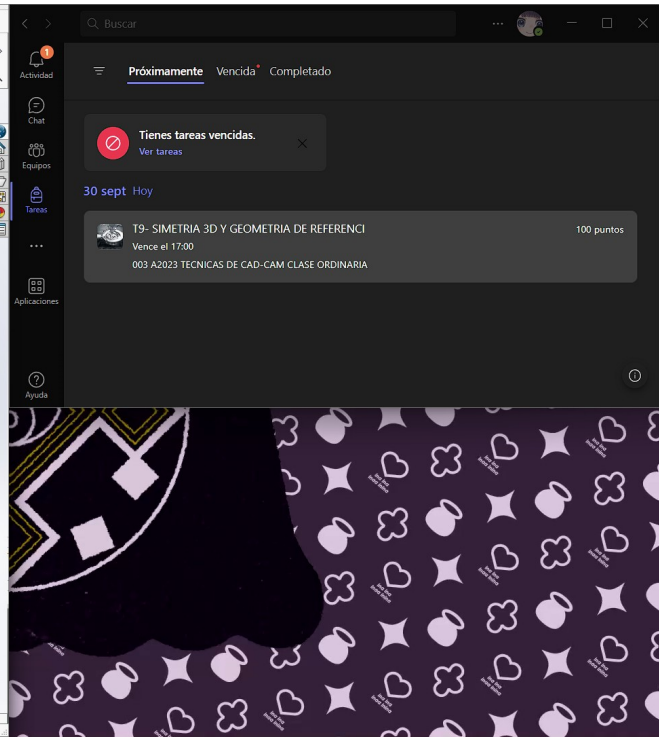 Buscar
Actividad
1
Chat
Equipos
Tareas
Aplicaciones
Ayuda
Próximamente Vencida Completado
Tienes tareas vencidas.
Ver tareas
30 sept Hoy
T9- SIMETRIA 3D Y GEOMETRIA DE REFERENCI
100 puntos
Vence el 17:00
003 A2023 TECNICAS DE CAD-CAM CLASE ORDINARIA